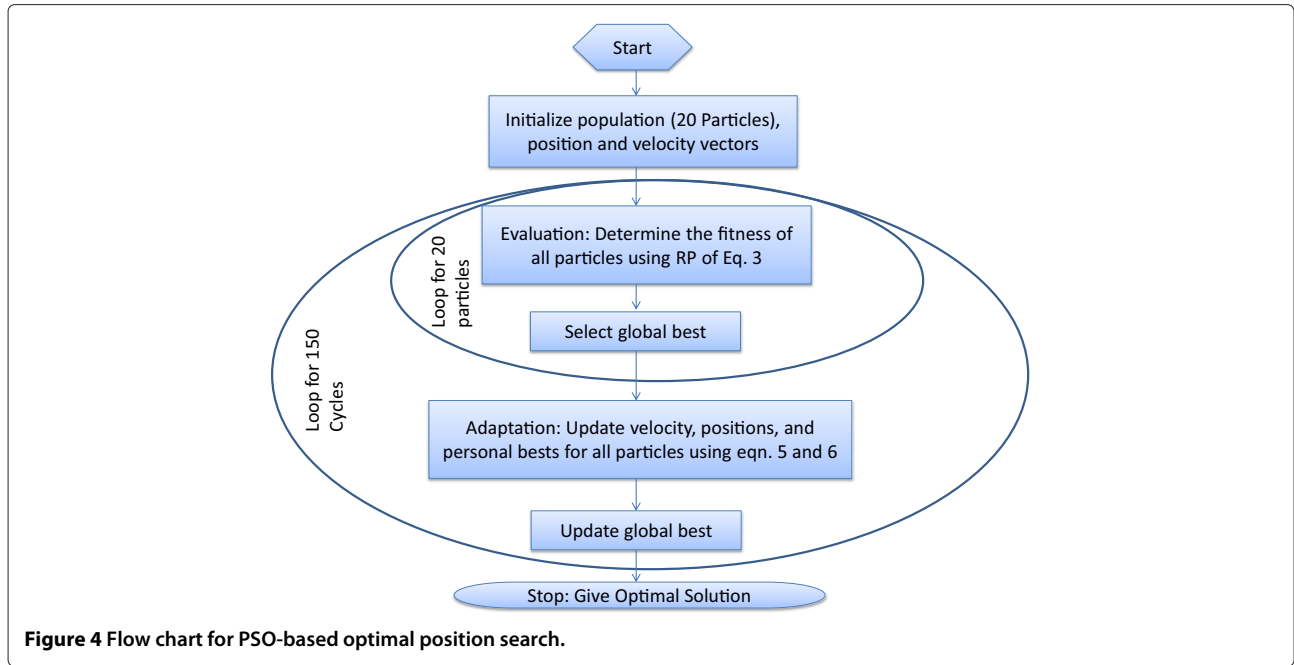 Start
Initialize population (20 Particles),
position and velocity vectors
Evaluation: Determine the fitness of
all particles using RP of Eq. 3
Loop for 20
particles
Select global best
Loop for 150
Cycles
Adaptation: Update velocity, positions, and
personal bests for all particles using eqn. 5 and 6
Update global best
Stop: Give Optimal Solution
Figure 4 Flow chart for PSO-based optimal position search.